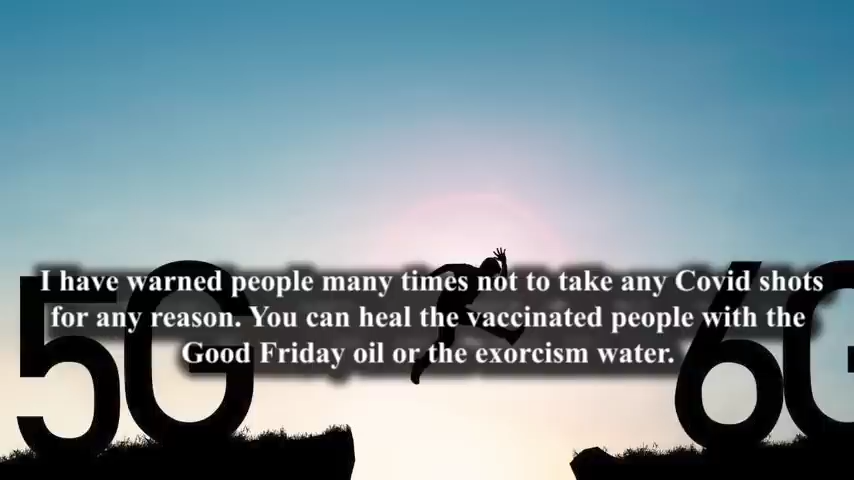 I have warned people many times not to take any Covid shots
for any reason. You can heal the vaccinated people with the
Good Friday oil or the exorcism water.
5G
6G